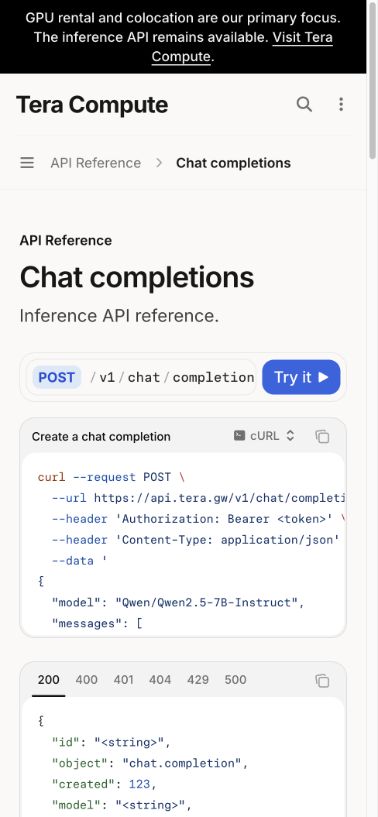 GPU rental and colocation are our primary focus.
The inference API remains available. Visit Tera
Compute.
Tera Compute
API Reference > Chat completions
API Reference
Chat completions
Inference API reference.
POST /v1/chat/completion Try it
Create a chat completion cURL
curl --request POST \
--url https://api.tera.gw/v1/chat/completi
--header 'Authorization: Bearer <token>' \
--header 'Content-Type: application/json'
--data '
{
"model": "Qwen/Qwen2.5-7B-Instruct",
"messages": [
200 400 401 404 429 500
{
"id": "<string>",
"object": "chat.completion",
"created": 123,
"model": "<string>",